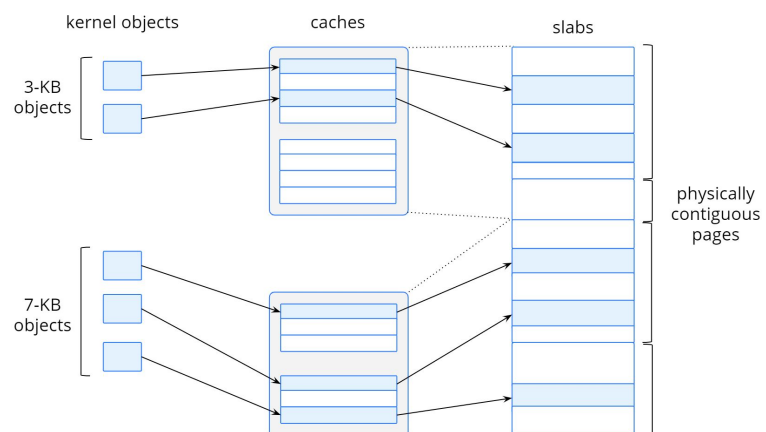 kernel objects
caches
slabs
3-KB
objects
physically
contiguous
pages
7-KB
objects